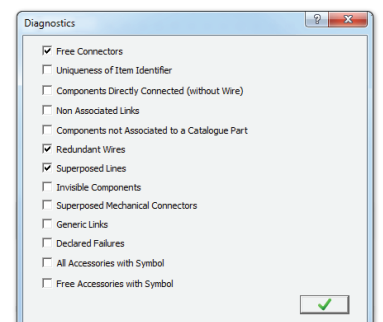 Diagnostics
Free Connectors
Uniqueness of Item Identifier
Components Directly Connected (without Wire)
Non Associated Links
Components not Associated to a Catalogue Part
Redundant Wires
Superposed Lines
Invisible Components
Superposed Mechanical Connectors
Generic Links
Declared Failures
All Accessories with Symbol
Free Accessories with Symbol